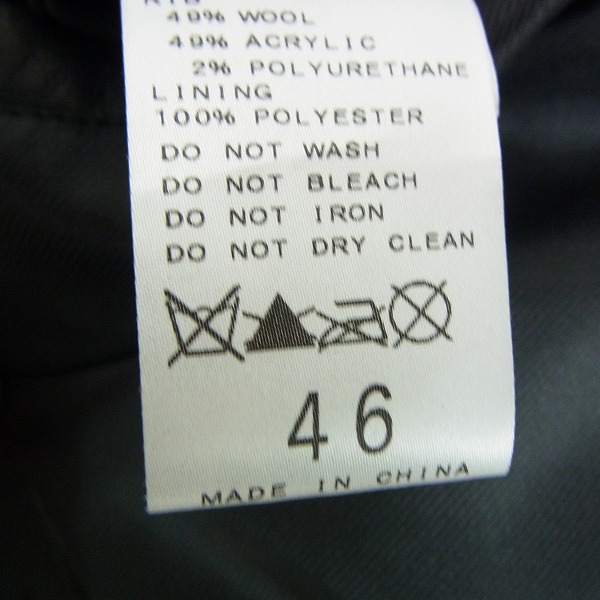 RIB
49% WOOL
49% ACRYLIC
2% POLYURETHANE
LINING
100% POLYESTER
DO NOT WASH
DO NOT BLEACH
DO NOT IRON
DO NOT DRY CLEAN
46
MADE IN CHINA